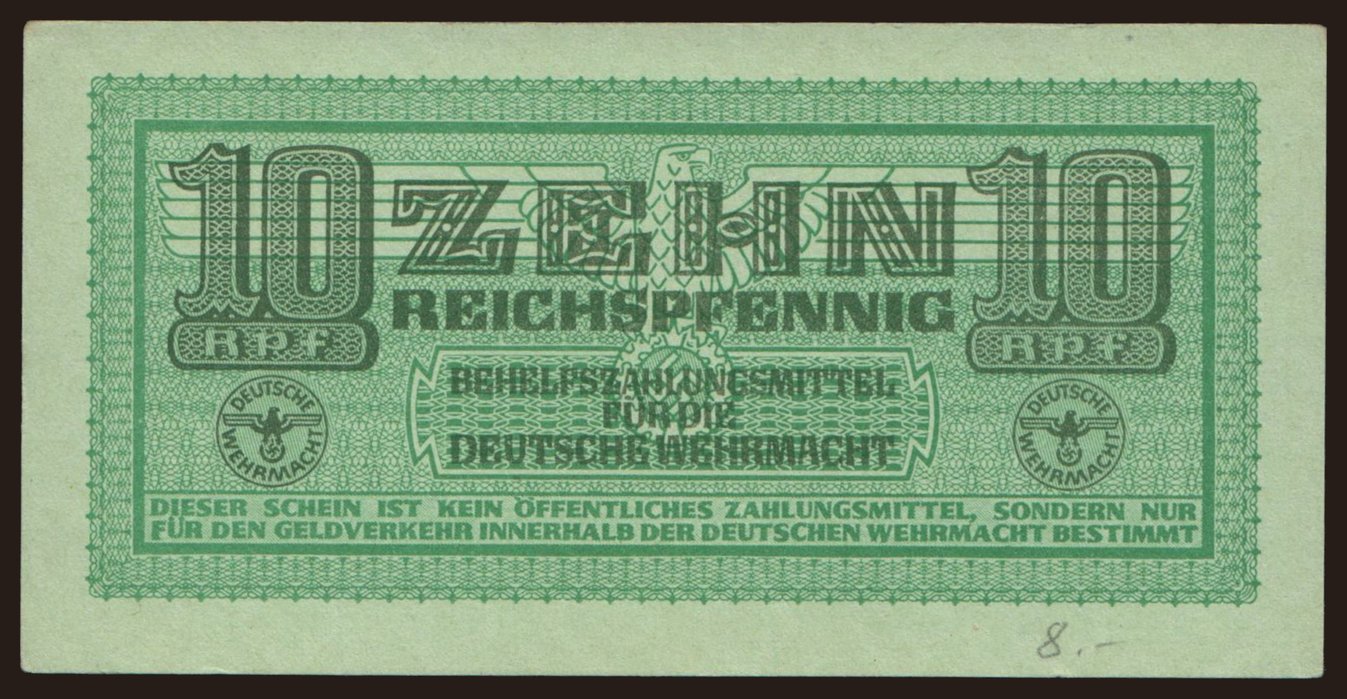 10 ZEHN 10
REICHSPFENNIG
RPF RPF
BEHELFSZAHLUNGSMITTEL
FÜR DIE
DEUTSCHE WEHRMACHT
DEUTSCHE WEHRMACHT
DEUTSCHE WEHRMACHT
DIESER SCHEIN IST KEIN ÖFFENTLICHES ZAHLUNGSMITTEL, SONDERN NUR
FÜR DEN GELDVERKEHR INNERHALB DER DEUTSCHEN WEHRMACHT BESTIMMT
8.-